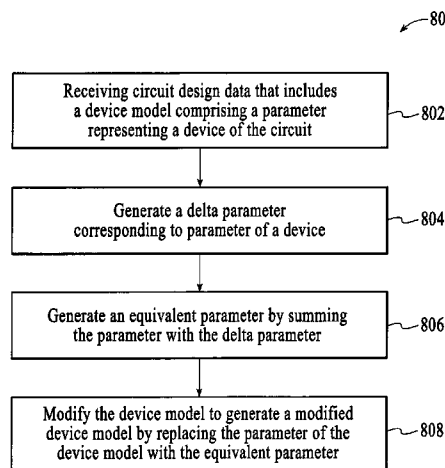 80
Receiving circuit design data that includes
a device model comprising a parameter
representing a device of the circuit
802
Generate a delta parameter
corresponding to parameter of a device
804
Generate an equivalent parameter by summing
the parameter with the delta parameter
806
Modify the device model to generate a modified
device model by replacing the parameter of the
device model with the equivalent parameter
808